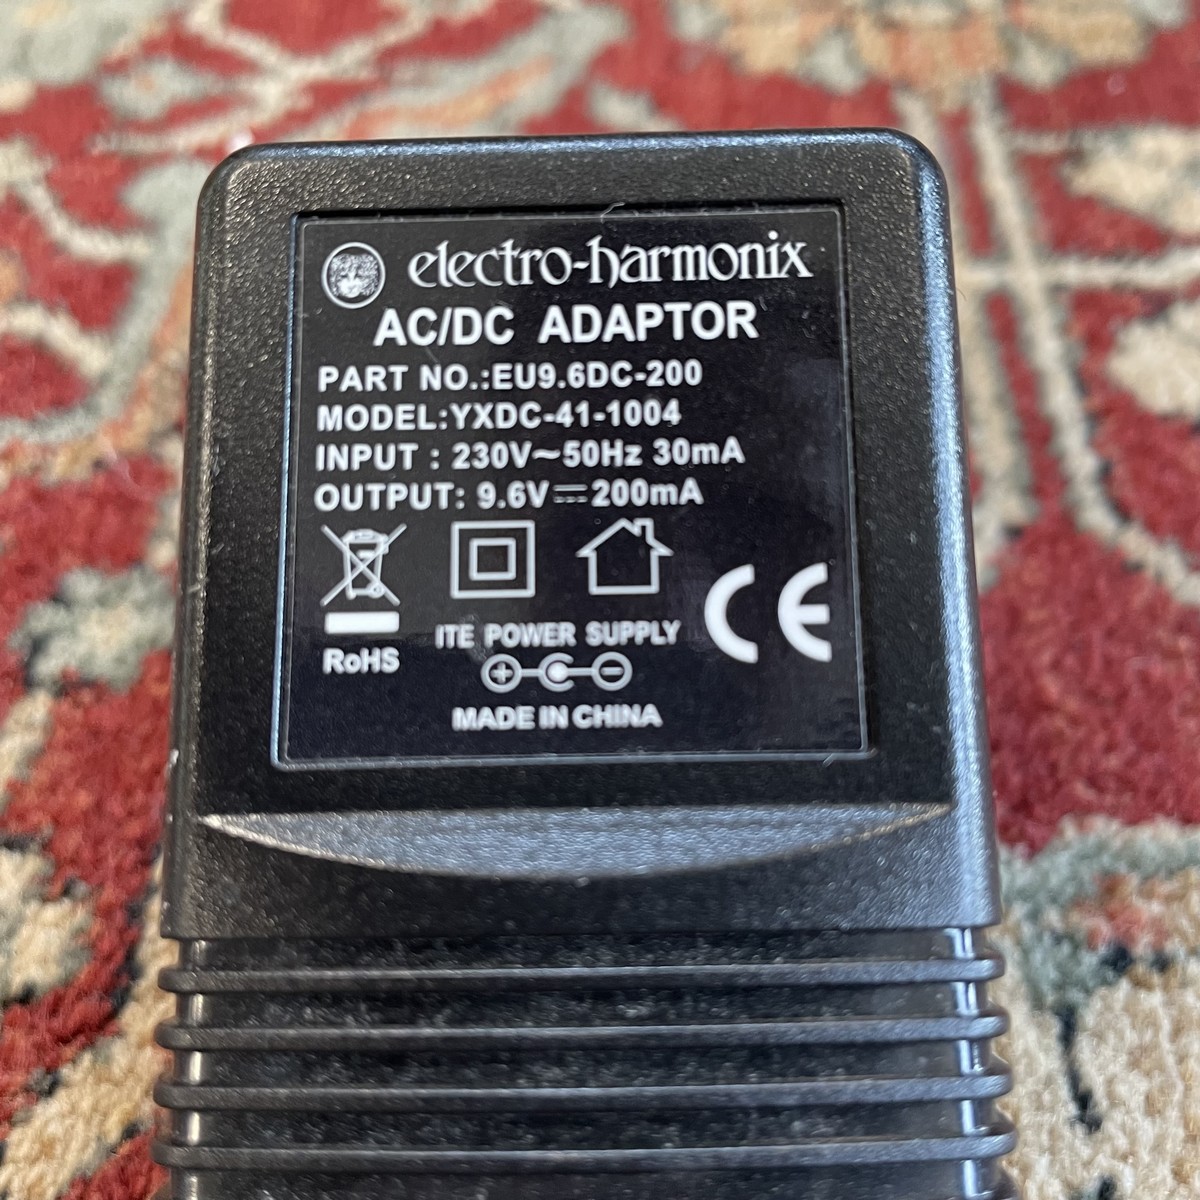 electro-harmonix
AC/DC ADAPTOR
PART NO.:EU9.6DC-200
MODEL:YXDC-41-1004
INPUT : 230V~50Hz 30mA
OUTPUT: 9.6V⎓200mA
RoHS
ITE POWER SUPPLY
CE
MADE IN CHINA